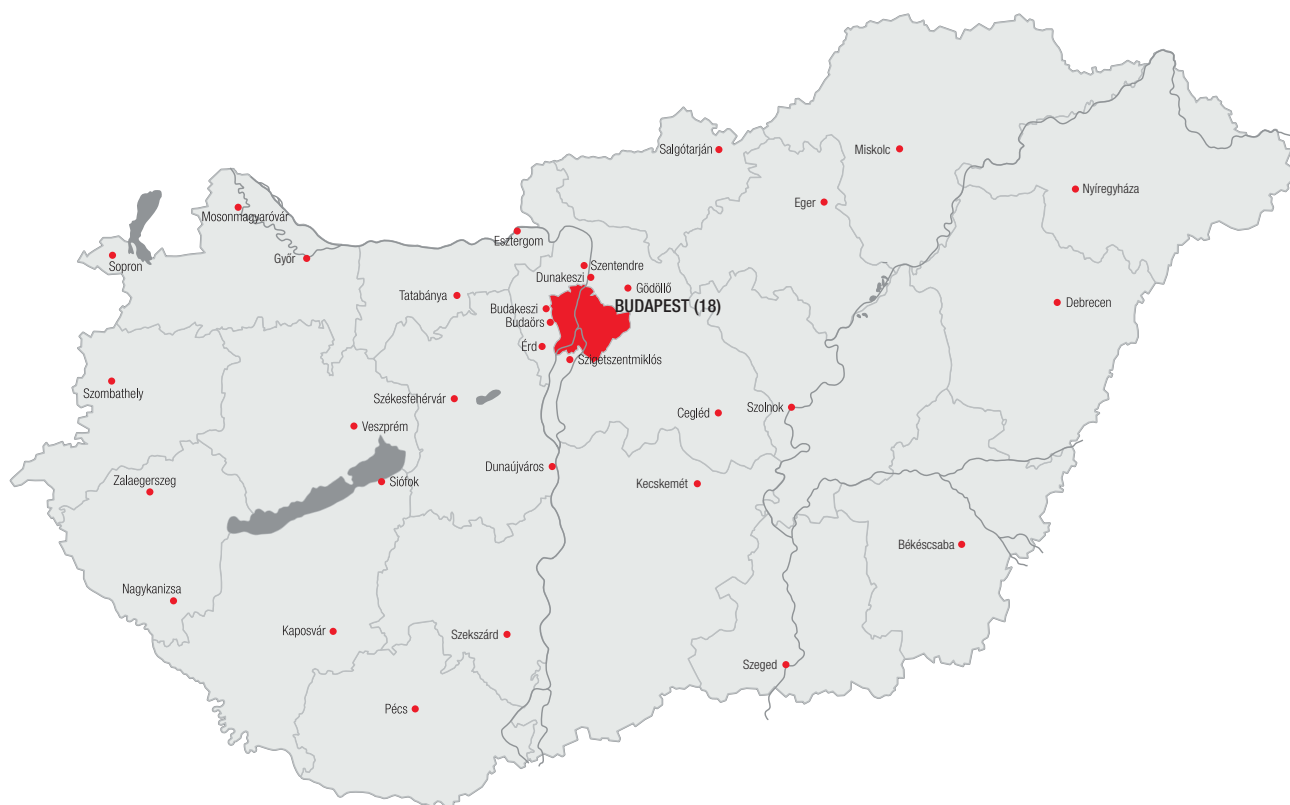 Salgótarján
Miskolc
Nyíregyháza
Eger
Mosonmagyaróvár
Esztergom
Sopron
Győr
Szentendre
Dunakeszi
Gödöllő
Tatabánya
Debrecen
Budakeszi
BUDAPEST (18)
Budaörs
Érd
Szigetszentmiklós
Szombathely
Székesfehérvár
Szolnok
Cegléd
Veszprém
Dunaújváros
Zalaegerszeg
Siófok
Kecskemét
Békéscsaba
Nagykanizsa
Kaposvár
Szekszárd
Szeged
Pécs